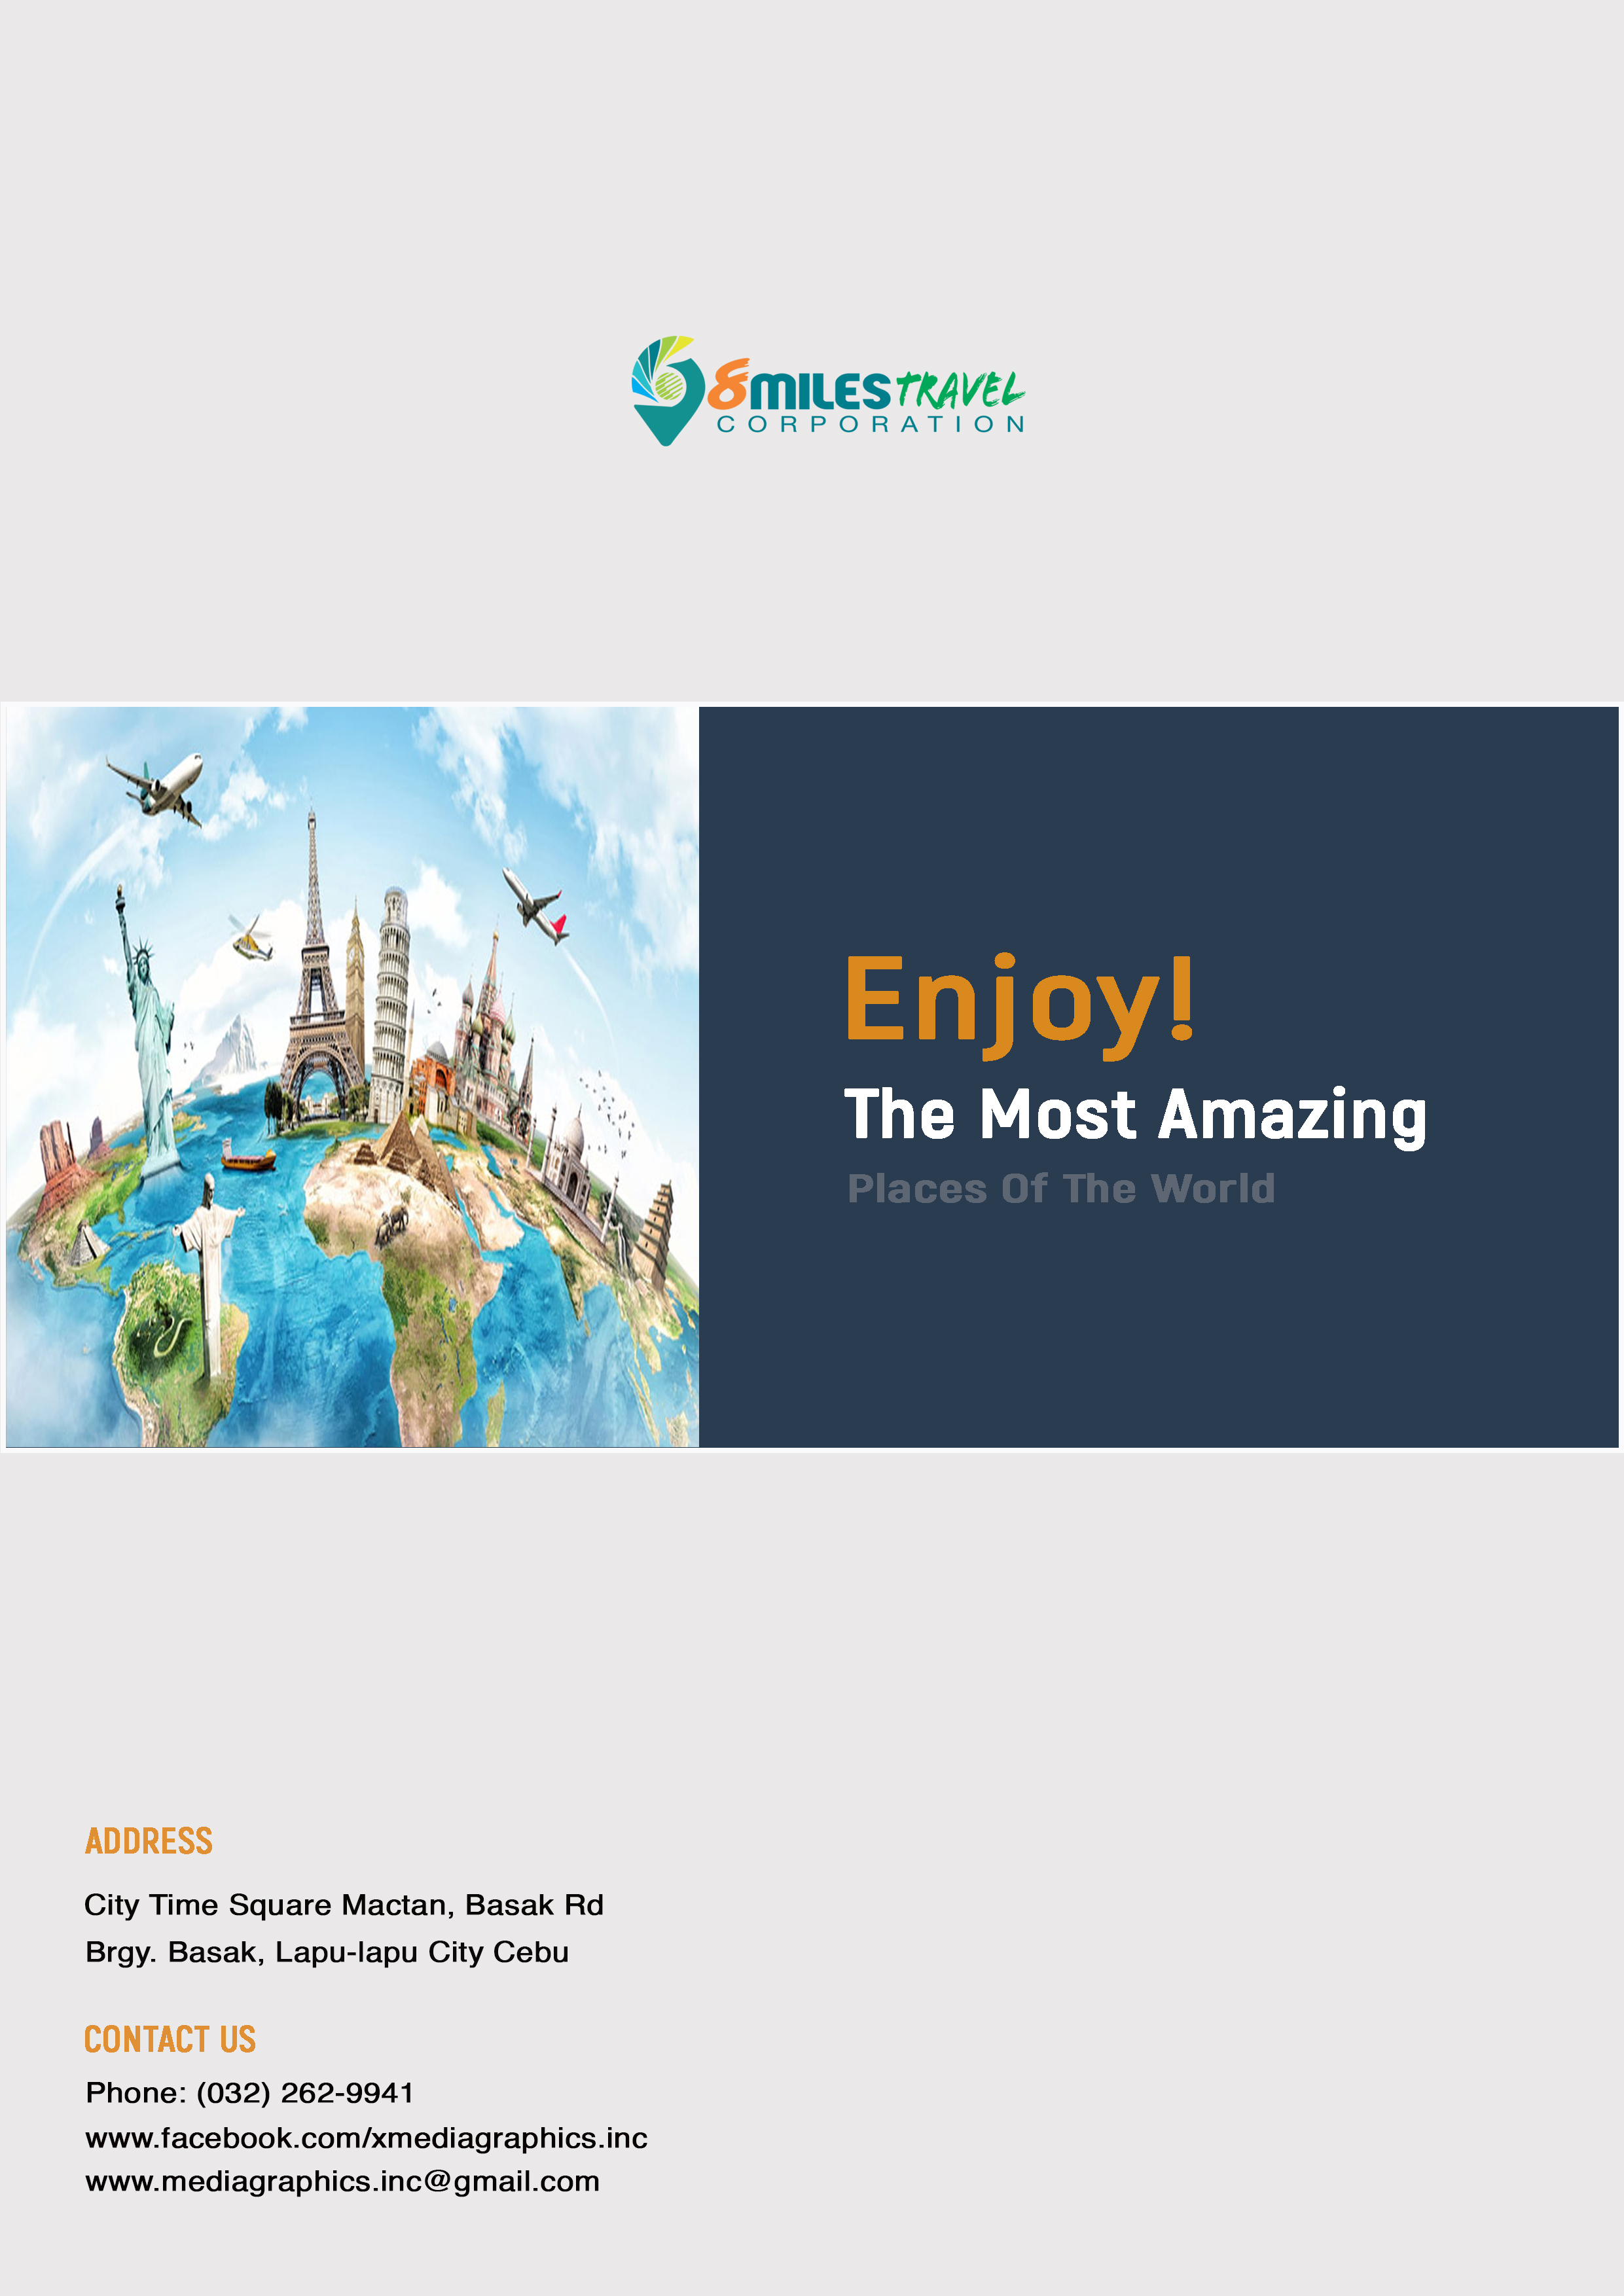 8MILES TRAVEL
CORPORATION
Enjoy!
The Most Amazing
Places Of The World
ADDRESS
City Time Square Mactan, Basak Rd
Brgy. Basak, Lapu-lapu City Cebu
CONTACT US
Phone: (032) 262-9941
www.facebook.com/xmediagraphics.inc
www.mediagraphics.inc@gmail.com